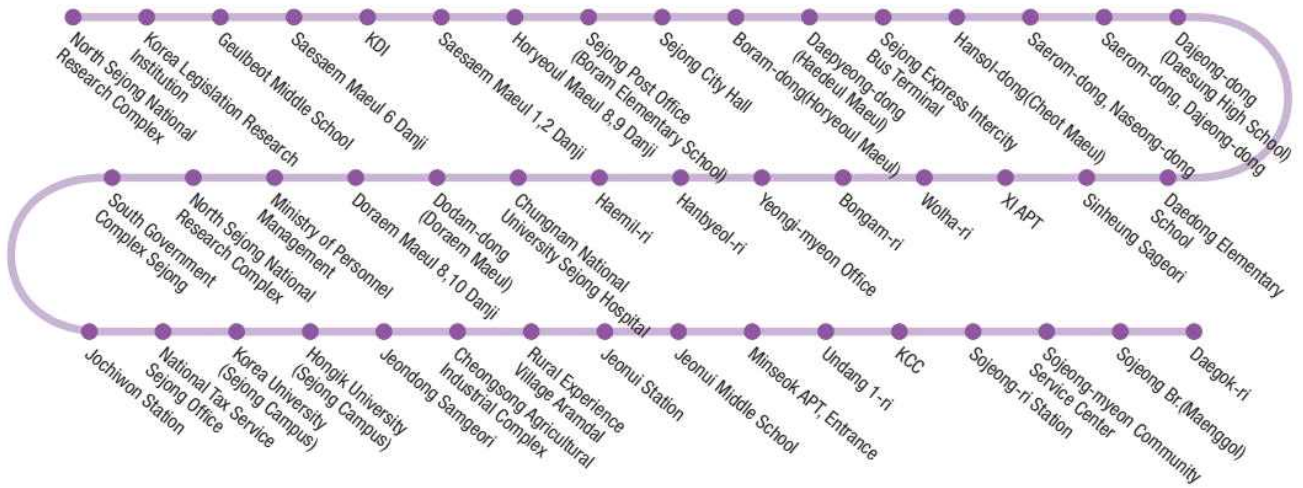 North Sejong National
Research Complex
Korea Legislation Research
Institution
Geulbeot Middle School
Saesaem Maeul 6 Danji
KDI
Saesaem Maeul 1,2 Danji
Horyeoul Maeul 8,9 Danji
Sejong Post Office
(Boram Elementary School)
Sejong City Hall
Boram-dong(Horyeoul Maeul)
Daepyeong-dong
(Haedeul Maeul)
Sejong Express Intercity
Bus Terminal
Hansol-dong(Cheot Maeul)
Saerom-dong, Naseong-dong
Saerom-dong, Dajeong-dong
Dajeong-dong
(Daesung High School)
South Government
Complex Sejong
North Sejong National
Research Complex
Ministry of Personnel
Management
Doraem Maeul 8,10 Danji
Dodam-dong
(Doraem Maeul)
Chungnam National
University Sejong Hospital
Haemil-ri
Hanbyeol-ri
Yeongi-myeon Office
Bongam-ri
Wolha-ri
XI APT
Sinheung Sageori
Daedong Elementary
School
Jochiwon Station
National Tax Service
Sejong Office
Korea University
(Sejong Campus)
Hongik University
(Sejong Campus)
Jeondong Samgeori
Cheongsong Agricultural
Industrial Complex
Rural Experience
Village Aramdal
Jeonui Station
Jeonui Middle School
Minseok APT, Entrance
Undang 1-ri
KCC
Sojeong-ri Station
Sojeong-myeon Community
Service Center
Sojeong Br.(Maenggol)
Daegok-ri